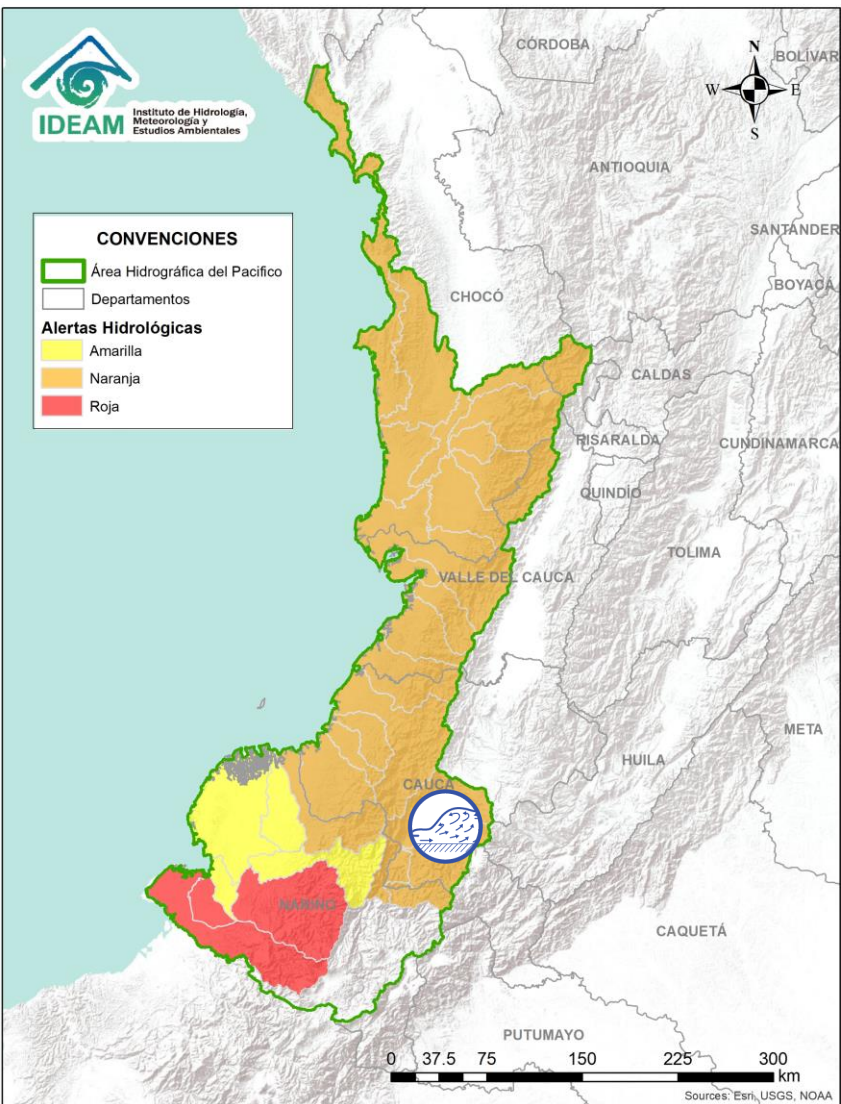 IDEAM
Instituto de Hidrología,
Meteorología y
Estudios Ambientales
N
W
E
S
CONVENCIONES
Área Hidrográfica del Pacifico
Departamentos
Alertas Hidrológicas
Amarilla
Naranja
Roja
CÓRDOBA
BOLÍVAR
ANTIOQUIA
SANTANDER
BOYACÁ
CHOCÓ
CALDAS
RISARALDA
CUNDINAMARCA
QUINDÍO
TOLIMA
VALLE DEL CAUCA
META
HUILA
CAUCA
NARIÑO
CAQUETÁ
PUTUMAYO
0 37.5 75 150 225 300
km
Sources: Esri, USGS, NOAA